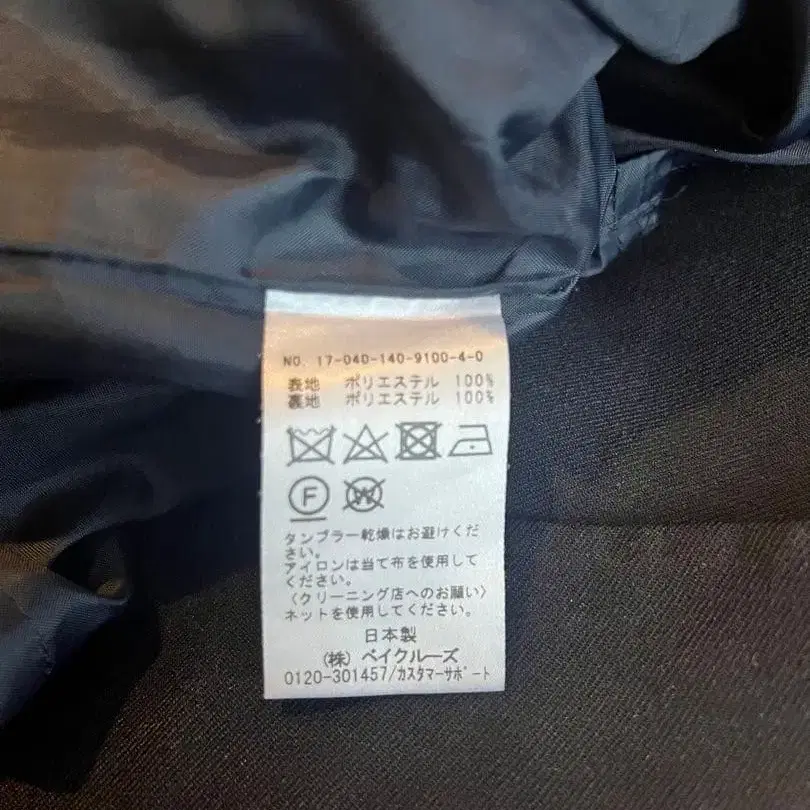 NO. 17-040-140-9100-4-0
表地 ポリエステル 100%
裏地 ポリエステル 100%
F W
タンブラー乾燥はお避けくだ
さい。
アイロンは当て布を使用して
ください。
〈クリーニング店へのお願い〉
ネットを使用してください。
日本製
(株) ベイクルーズ
0120-301457/カスタマーサポート